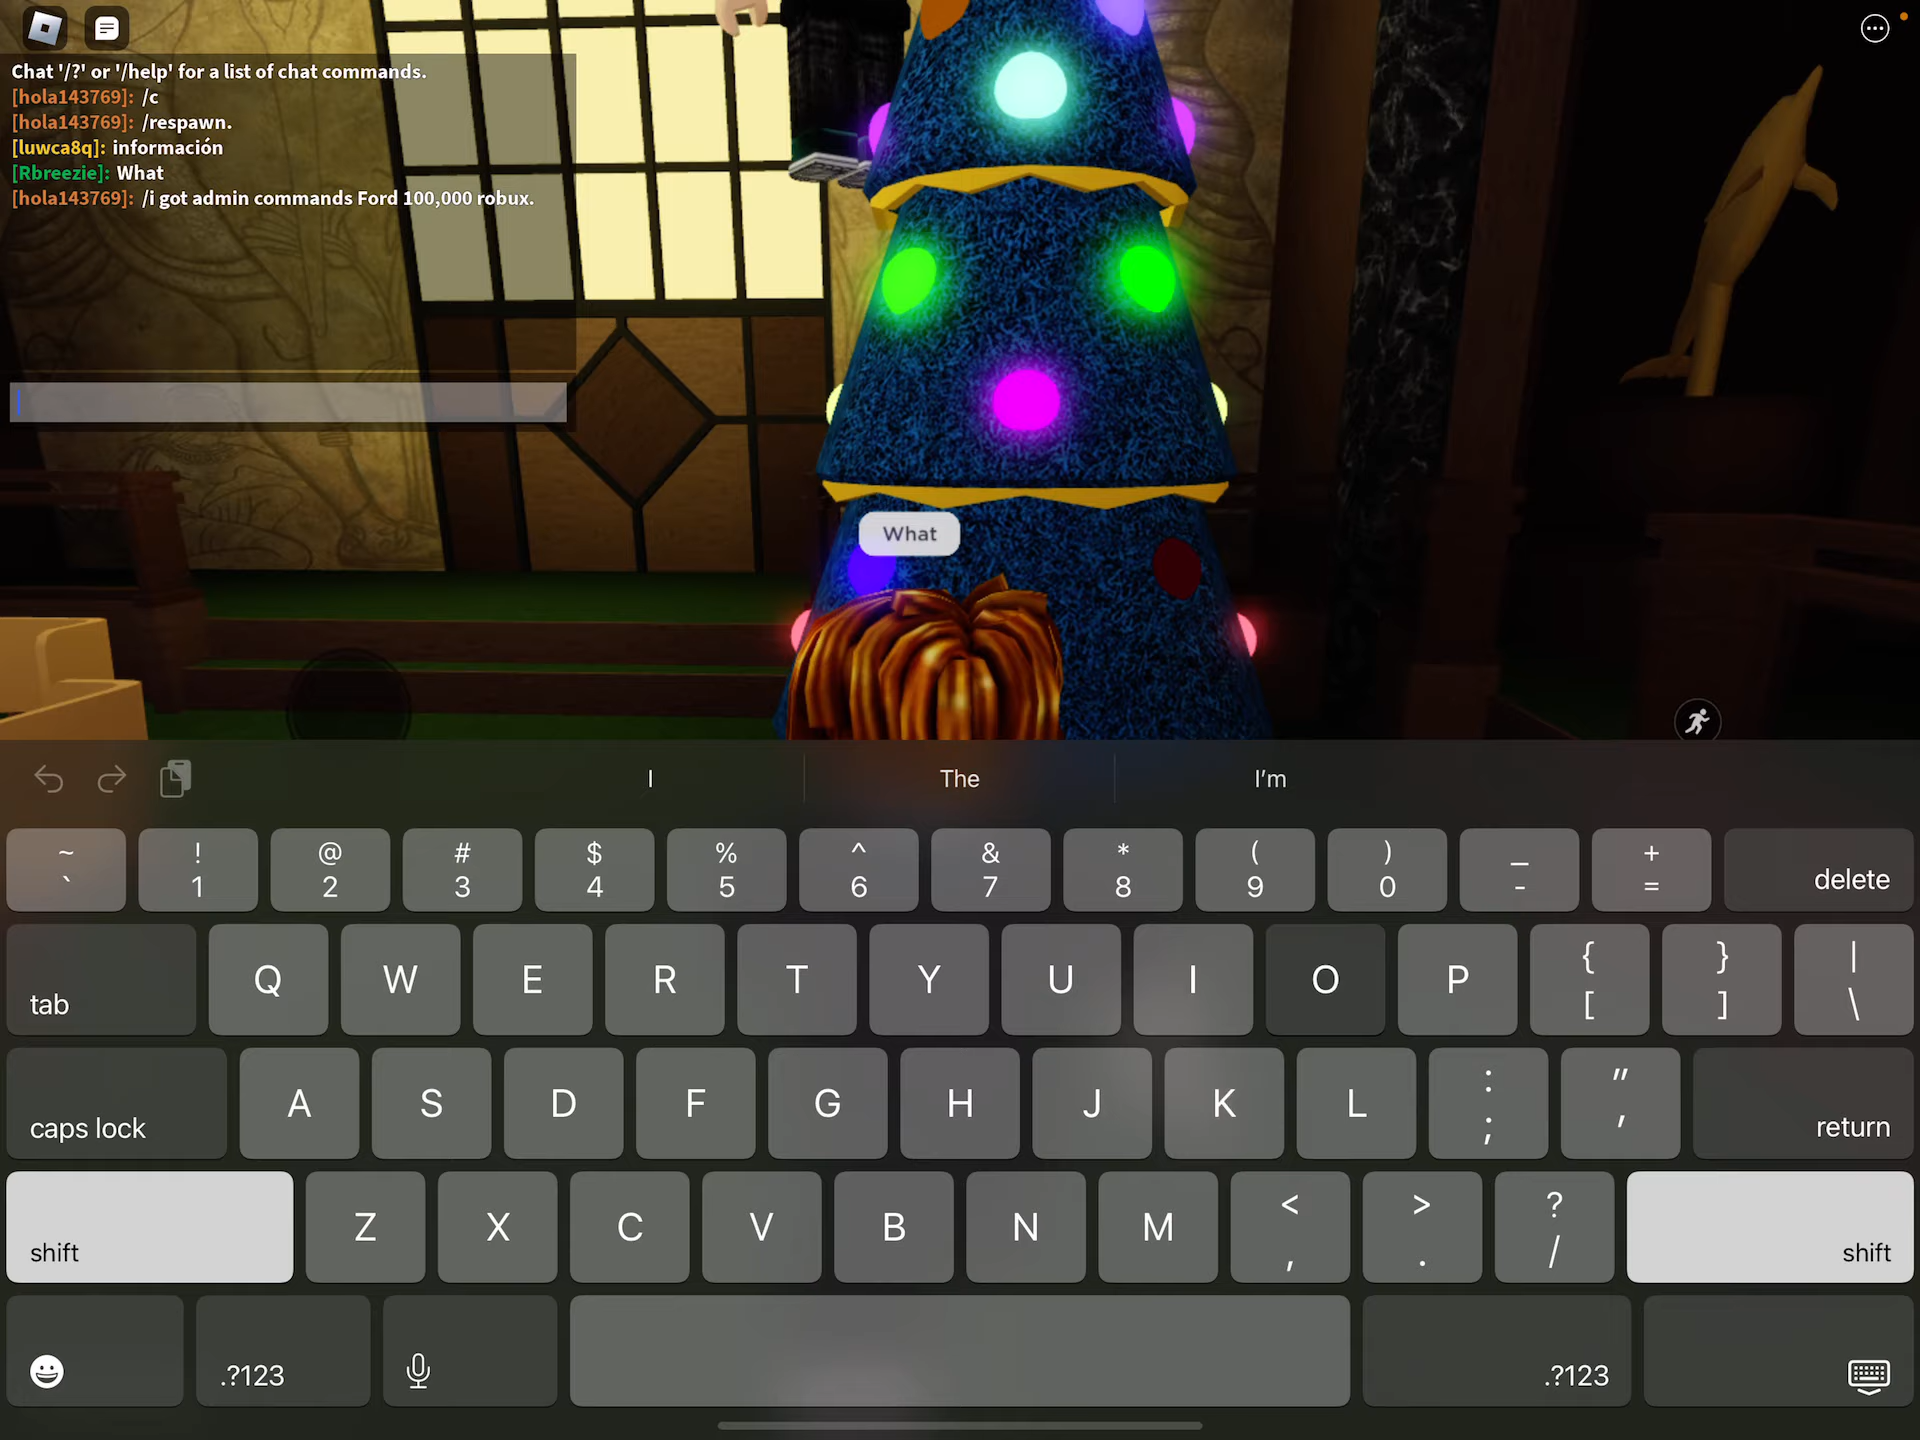 Chat '/?' or '/help' for a list of chat commands.
[hola143769]: /c
[hola143769]: /respawn.
[luwca8q]: información
[Rbreezie]: What
[hola143769]: /i got admin commands Ford 100,000 robux.
What
I The I'm
~ ! @ # $ % ^ & * ( ) _ +
` 1 2 3 4 5 6 7 8 9 0 - = delete
tab Q W E R T Y U I O P { [ } ] | \
caps lock A S D F G H J K L : ; " ' return
shift Z X C V B N M < , > . ? / shift
.?123 .?123